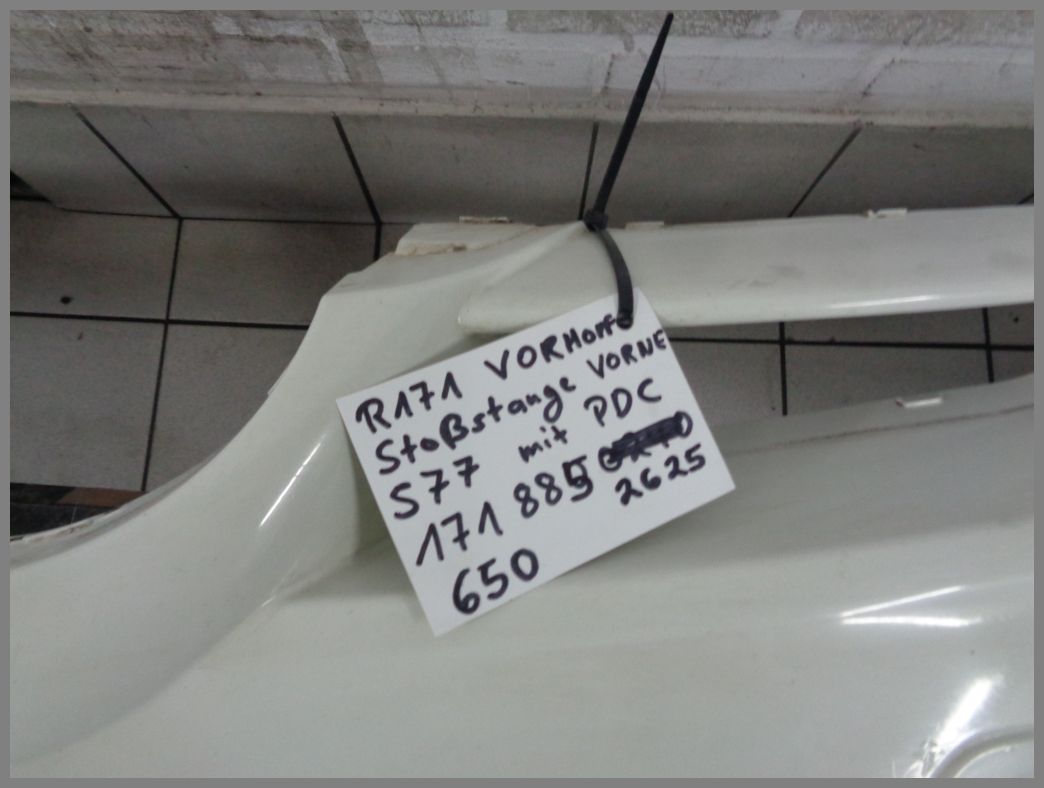 R171 VORMopf
Stoßstange VORNE
S77 mit PDC
171 885
2625
650